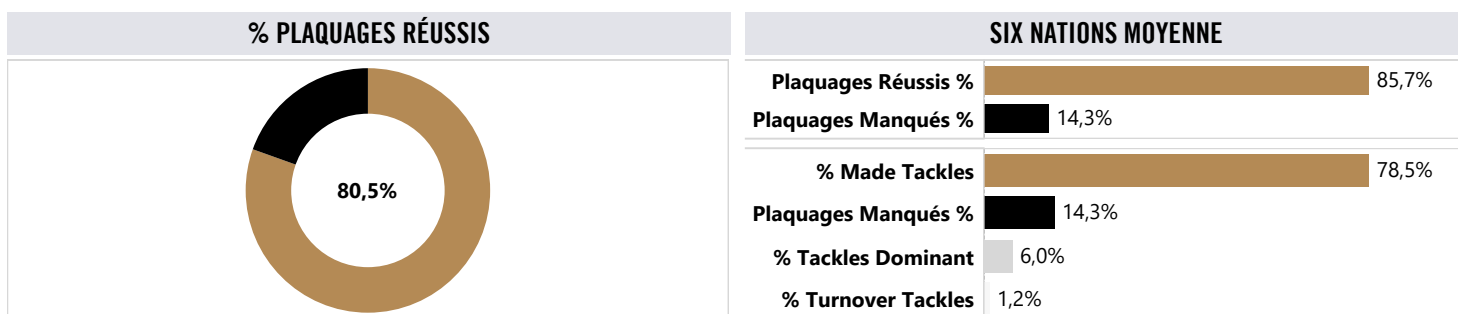 % PLAQUAGES RÉUSSIS
80,5%
SIX NATIONS MOYENNE
Plaquages Réussis % 85,7%
Plaquages Manqués % 14,3%
% Made Tackles 78,5%
Plaquages Manqués % 14,3%
% Tackles Dominant 6,0%
% Turnover Tackles 1,2%